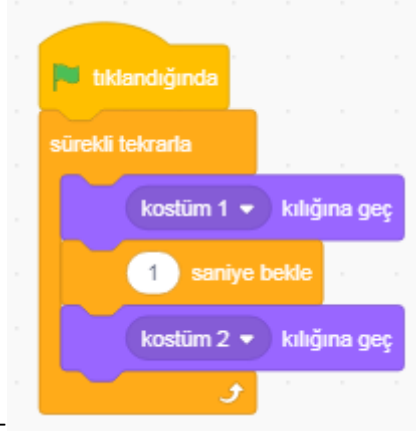 tıklandığında
sürekli tekrarla
kostüm 1 kılığına geç
1 saniye bekle
kostüm 2 kılığına geç